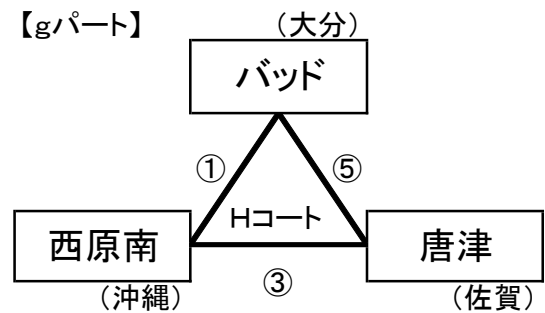 【gパート】
(大分)
バッド
①
⑤
Hコート
西原南
唐津
③
(沖縄)
(佐賀)